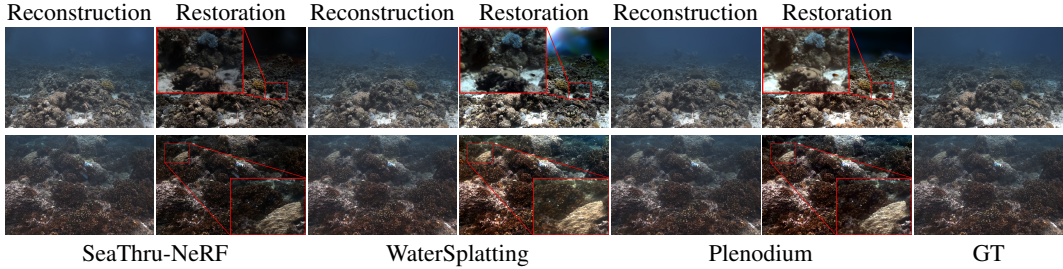 Reconstruction Restoration Reconstruction Restoration Reconstruction Restoration
SeaThru-NeRF WaterSplatting Plenodium GT